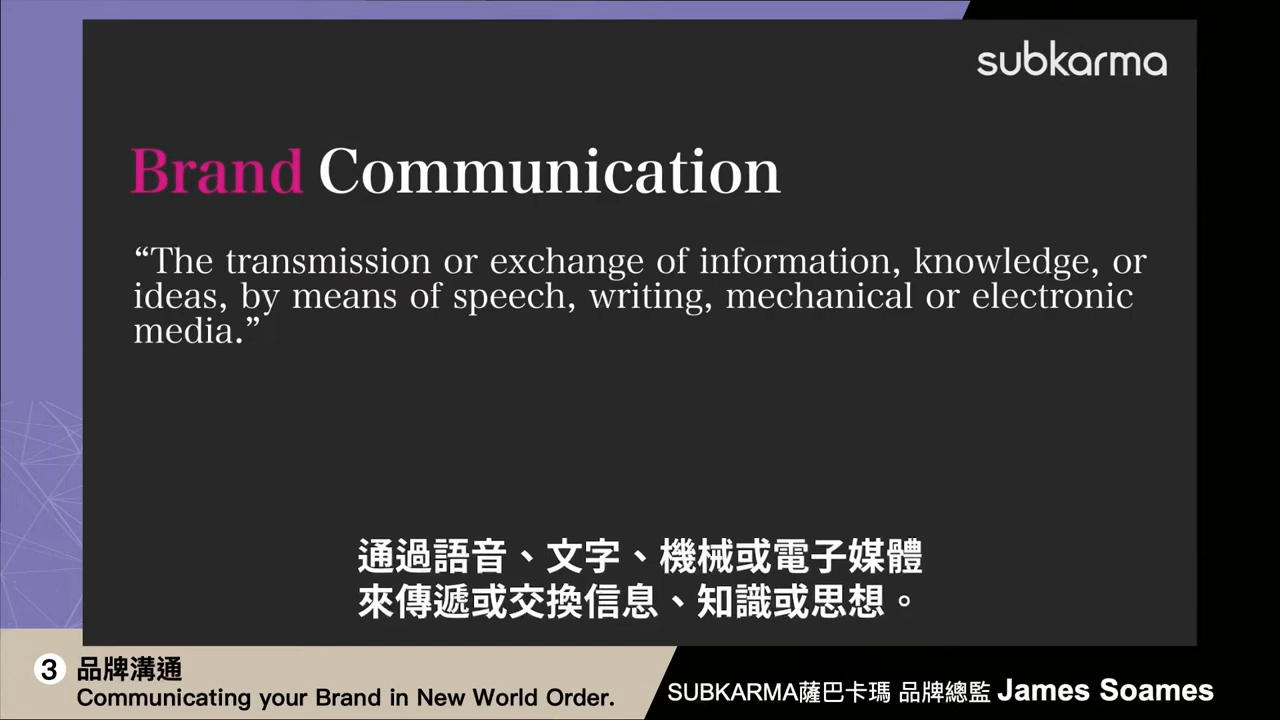 subkarma
Brand Communication
“The transmission or exchange of information, knowledge, or
ideas, by means of speech, writing, mechanical or electronic
media.”
通過語音、文字、機械或電子媒體
來傳遞或交換信息、知識或思想。
3 品牌溝通
Communicating your Brand in New World Order.
SUBKARMA薩巴卡瑪 品牌總監 James Soames